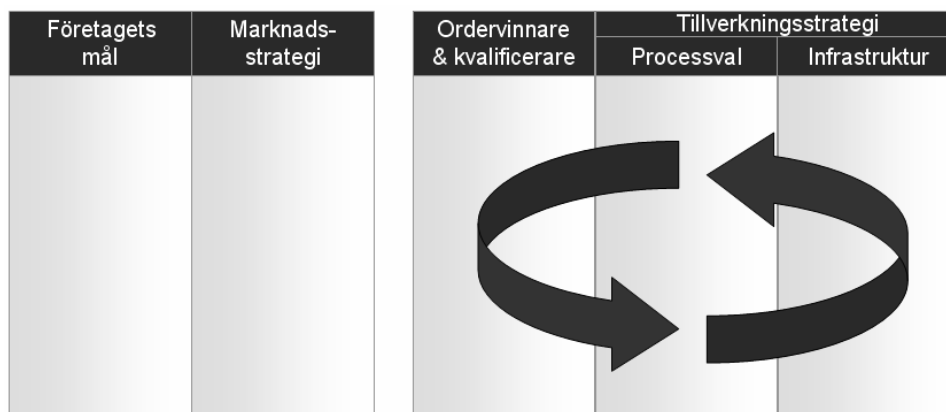 Företagets
mål
Marknads-
strategi
Ordervinnare
& kvalificerare
Tillverkningsstrategi
Processval
Infrastruktur